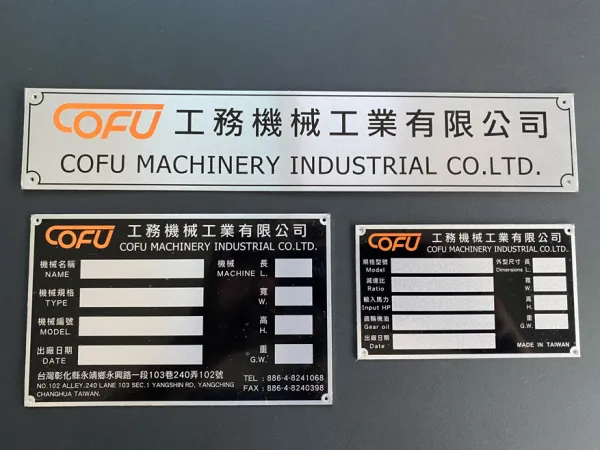 COFU 工務機械工業有限公司
COFU MACHINERY INDUSTRIAL CO.LTD.
COFU 工務機械工業有限公司
COFU MACHINERY INDUSTRIAL CO.LTD.
機械名稱 機械 長
NAME MACHINE L.
機械規格 寬
TYPE W.
機械編號 高
MODEL H.
出廠日期 重
DATE G.W.
台灣彰化縣永靖鄉永興路一段103巷240弄102號
NO.102 ALLEY.240 LANE 103 SEC.1 YANGSHIN RD, YANGCHING
CHANGHUA TAIWAN.
TEL : 886-4-8241068
FAX : 886-4-8240398
COFU 工務機械工業有限公司
COFU MACHINERY INDUSTRIAL CO.LTD.
規格型號 外型尺寸 長
Model Dimensions L.
減速比 寬
Ratio W.
輸入馬力 高
Input HP H.
齒輪機油 重
Gear oil G.W.
出廠日期
Date MADE IN TAIWAN